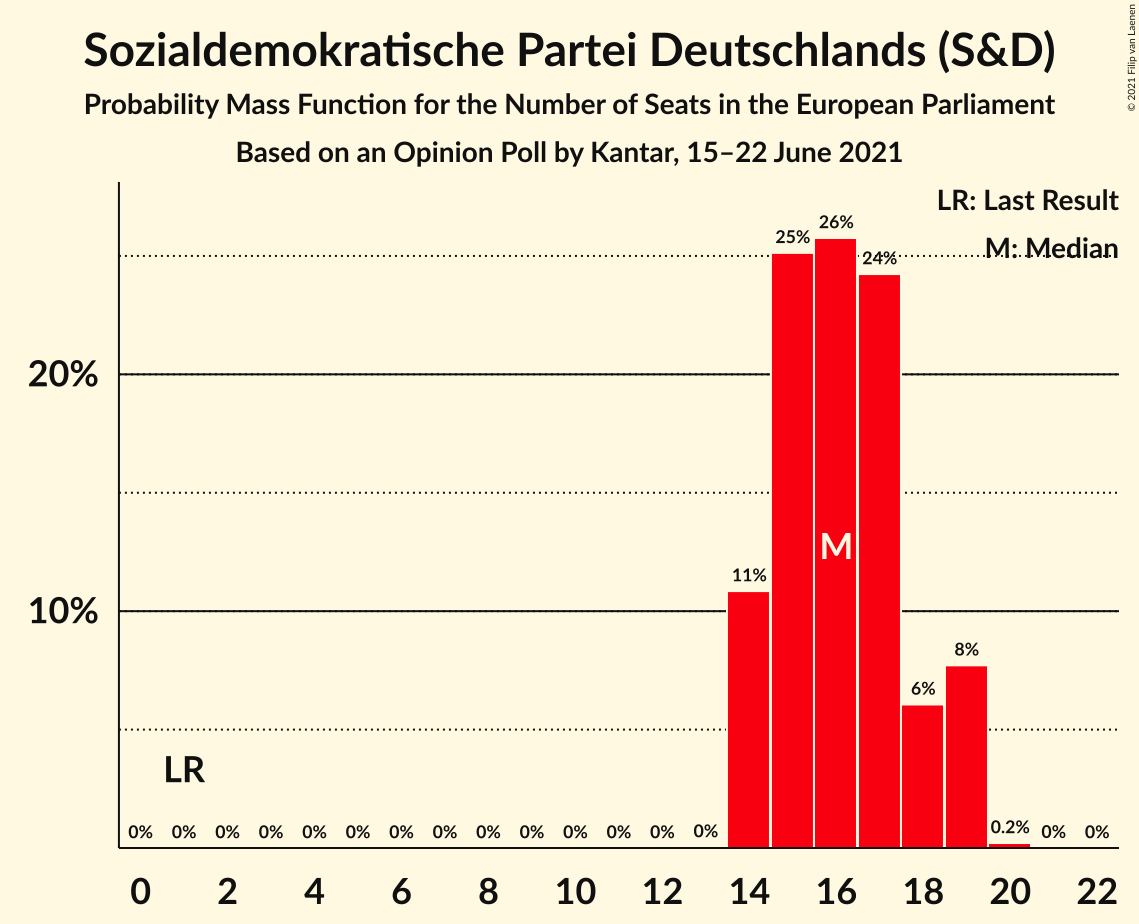 Sozialdemokratische Partei Deutschlands (S&D)
Probability Mass Function for the Number of Seats in the European Parliament
Based on an Opinion Poll by Kantar, 15–22 June 2021
© 2021 Filip van Laenen
LR: Last Result
M: Median
26%
25%
24%
20%
M
11%
10%
8%
6%
LR
0% 0% 0% 0% 0% 0% 0% 0% 0% 0% 0% 0% 0% 0% 0.2% 0% 0%
0 2 4 6 8 10 12 14 16 18 20 22